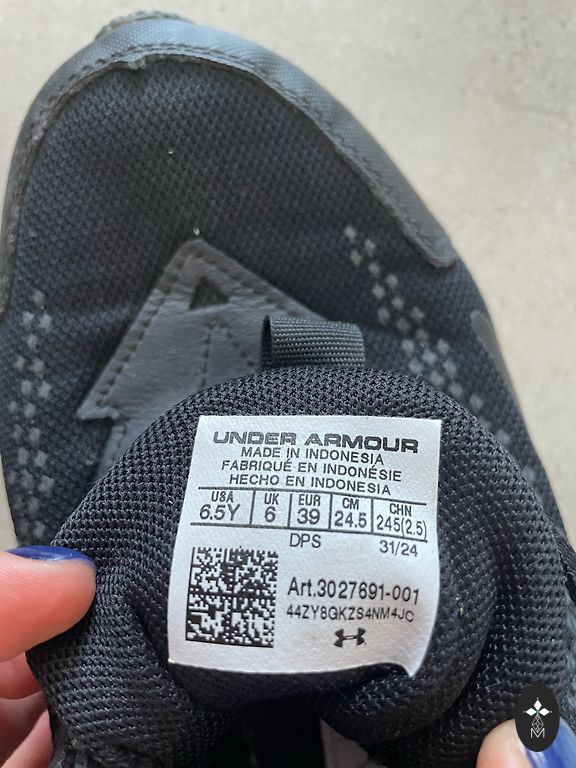 UNDER ARMOUR
MADE IN INDONESIA
FABRIQUÉ EN INDONÉSIE
HECHO EN INDONESIA
USA UK EUR CM CHN
6.5Y 6 39 24.5 245(2.5)
DPS 31/24
Art.3027691-001
44ZY8GKZS4NM4JC